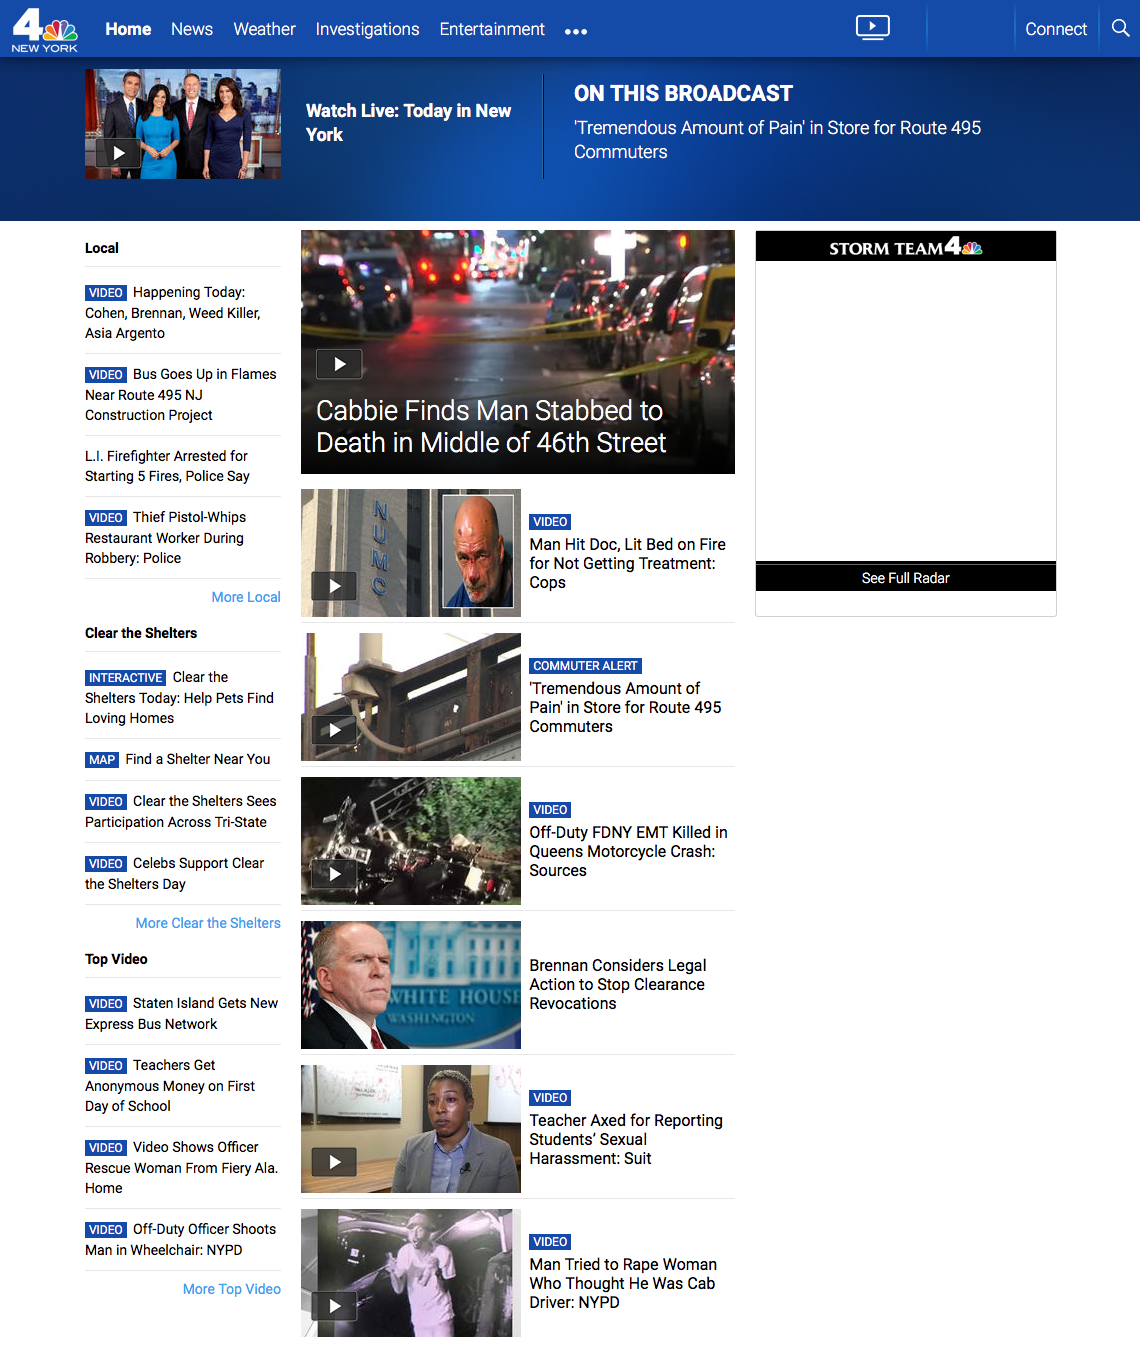 4
NEW YORK
Home News Weather Investigations Entertainment
Connect
Watch Live: Today in New
York
ON THIS BROADCAST
'Tremendous Amount of Pain' in Store for Route 495
Commuters
Local
VIDEO Happening Today:
Cohen, Brennan, Weed Killer,
Asia Argento
VIDEO Bus Goes Up in Flames
Near Route 495 NJ
Construction Project
L.I. Firefighter Arrested for
Starting 5 Fires, Police Say
VIDEO Thief Pistol-Whips
Restaurant Worker During
Robbery: Police
More Local
Clear the Shelters
INTERACTIVE Clear the
Shelters Today: Help Pets Find
Loving Homes
MAP Find a Shelter Near You
VIDEO Clear the Shelters Sees
Participation Across Tri-State
VIDEO Celebs Support Clear
the Shelters Day
More Clear the Shelters
Top Video
VIDEO Staten Island Gets New
Express Bus Network
VIDEO Teachers Get
Anonymous Money on First
Day of School
VIDEO Video Shows Officer
Rescue Woman From Fiery Ala.
Home
VIDEO Off-Duty Officer Shoots
Man in Wheelchair: NYPD
More Top Video
Cabbie Finds Man Stabbed to
Death in Middle of 46th Street
NUMC
VIDEO
Man Hit Doc, Lit Bed on Fire
for Not Getting Treatment:
Cops
COMMUTER ALERT
'Tremendous Amount of
Pain' in Store for Route 495
Commuters
VIDEO
Off-Duty FDNY EMT Killed in
Queens Motorcycle Crash:
Sources
WHITE HOUSE
WASHINGTON
Brennan Considers Legal
Action to Stop Clearance
Revocations
VIDEO
Teacher Axed for Reporting
Students’ Sexual
Harassment: Suit
VIDEO
Man Tried to Rape Woman
Who Thought He Was Cab
Driver: NYPD
STORM TEAM 4
See Full Radar